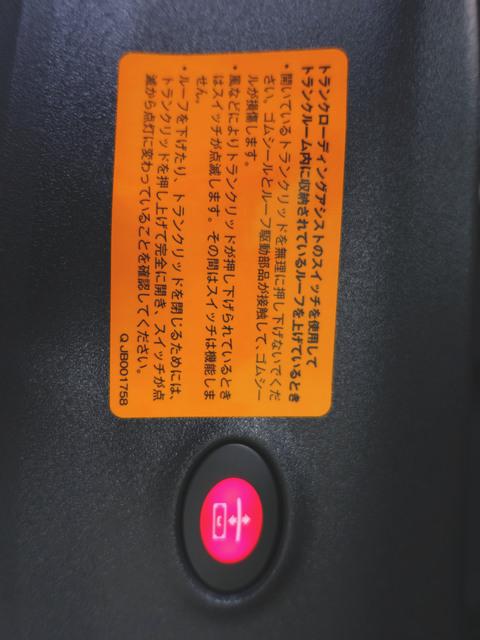 トランクローディングアシストのスイッチを使用して
トランクルーム内に収納されているルーフを上げているとき
・開いているトランクリッドを無理に押し下げないでくだ
さい。ゴムシールとルーフ駆動部品が接触して、ゴムシー
ルが損傷します。
・風などによりトランクリッドが押し下げられているとき
はスイッチが点滅します。その間はスイッチは機能しま
せん。
・ルーフを下げたり、トランクリッドを閉じるためには、
トランクリッドを押し上げて完全に開き、スイッチが点
滅から点灯に変わっていることを確認してください。
QJB001758